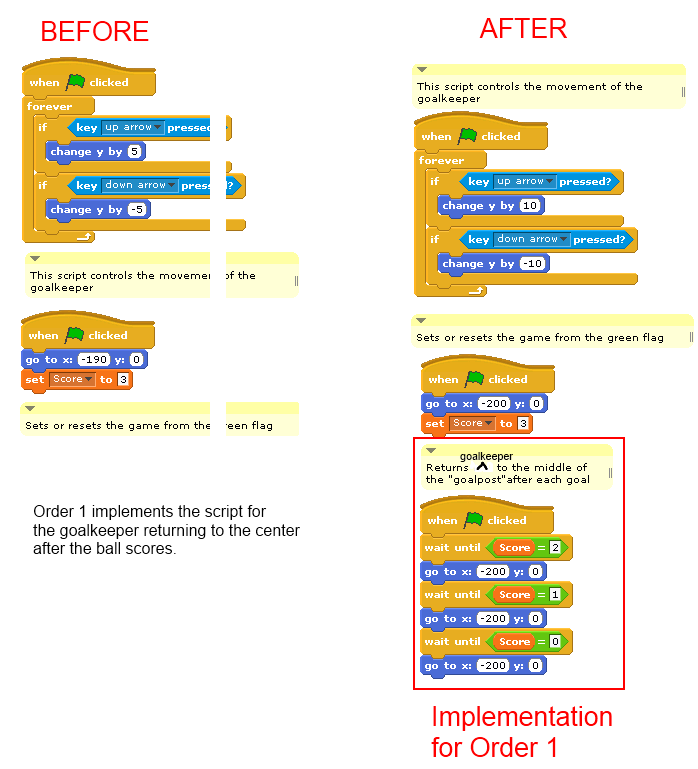 BEFORE
when clicked
forever
if key up arrow pressed
change y by 5
if key down arrow press ?
change y by -5
This script controls the movemen of the
goalkeeper
when clicked
go to x: -190 y: 0
set Score to 3
Sets or resets the game from the reen flag
Order 1 implements the script for
the goalkeeper returning to the center
after the ball scores.
AFTER
This script controls the movement of the
goalkeeper
when clicked
forever
if key up arrow pressed?
change y by 10
if key down arrow pressed?
change y by -10
Sets or resets the game from the green flag
when clicked
go to x: -200 y: 0
set Score to 3
goalkeeper
Returns ^ to the middle of
the "goalpost"after each goal
when clicked
wait until Score = 2
go to x: -200 y: 0
wait until Score = 1
go to x: -200 y: 0
wait until Score = 0
go to x: -200 y: 0
Implementation
for Order 1